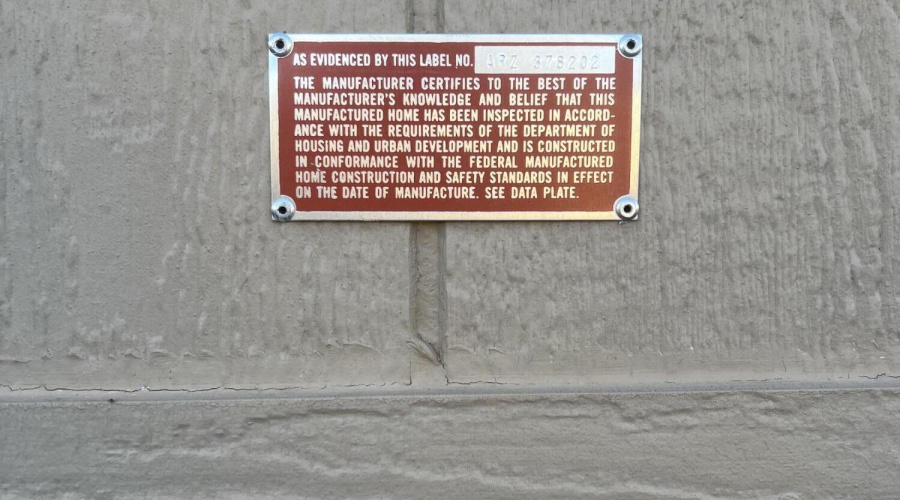 AS EVIDENCED BY THIS LABEL NO. ARZ 378202
THE MANUFACTURER CERTIFIES TO THE BEST OF THE
MANUFACTURER'S KNOWLEDGE AND BELIEF THAT THIS
MANUFACTURED HOME HAS BEEN INSPECTED IN ACCORD-
ANCE WITH THE REQUIREMENTS OF THE DEPARTMENT OF
HOUSING AND URBAN DEVELOPMENT AND IS CONSTRUCTED
IN CONFORMANCE WITH THE FEDERAL MANUFACTURED
HOME CONSTRUCTION AND SAFETY STANDARDS IN EFFECT
ON THE DATE OF MANUFACTURE. SEE DATA PLATE.